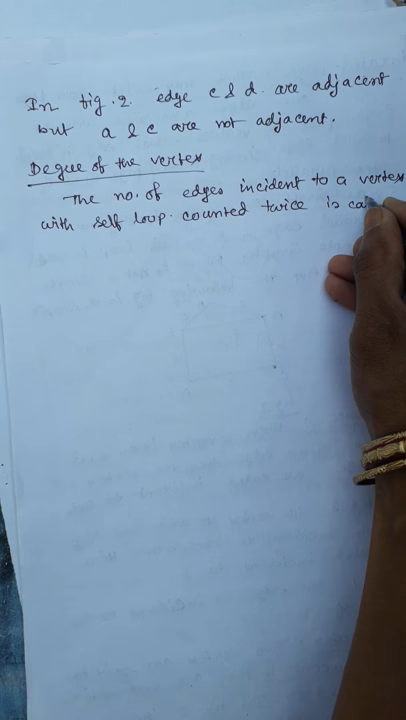 In fig. 2. edge c & d. are adjacent
but a & c are not adjacent.
Degree of the vertex
The no. of edges incident to a vertex
with self loop. counted twice is ca